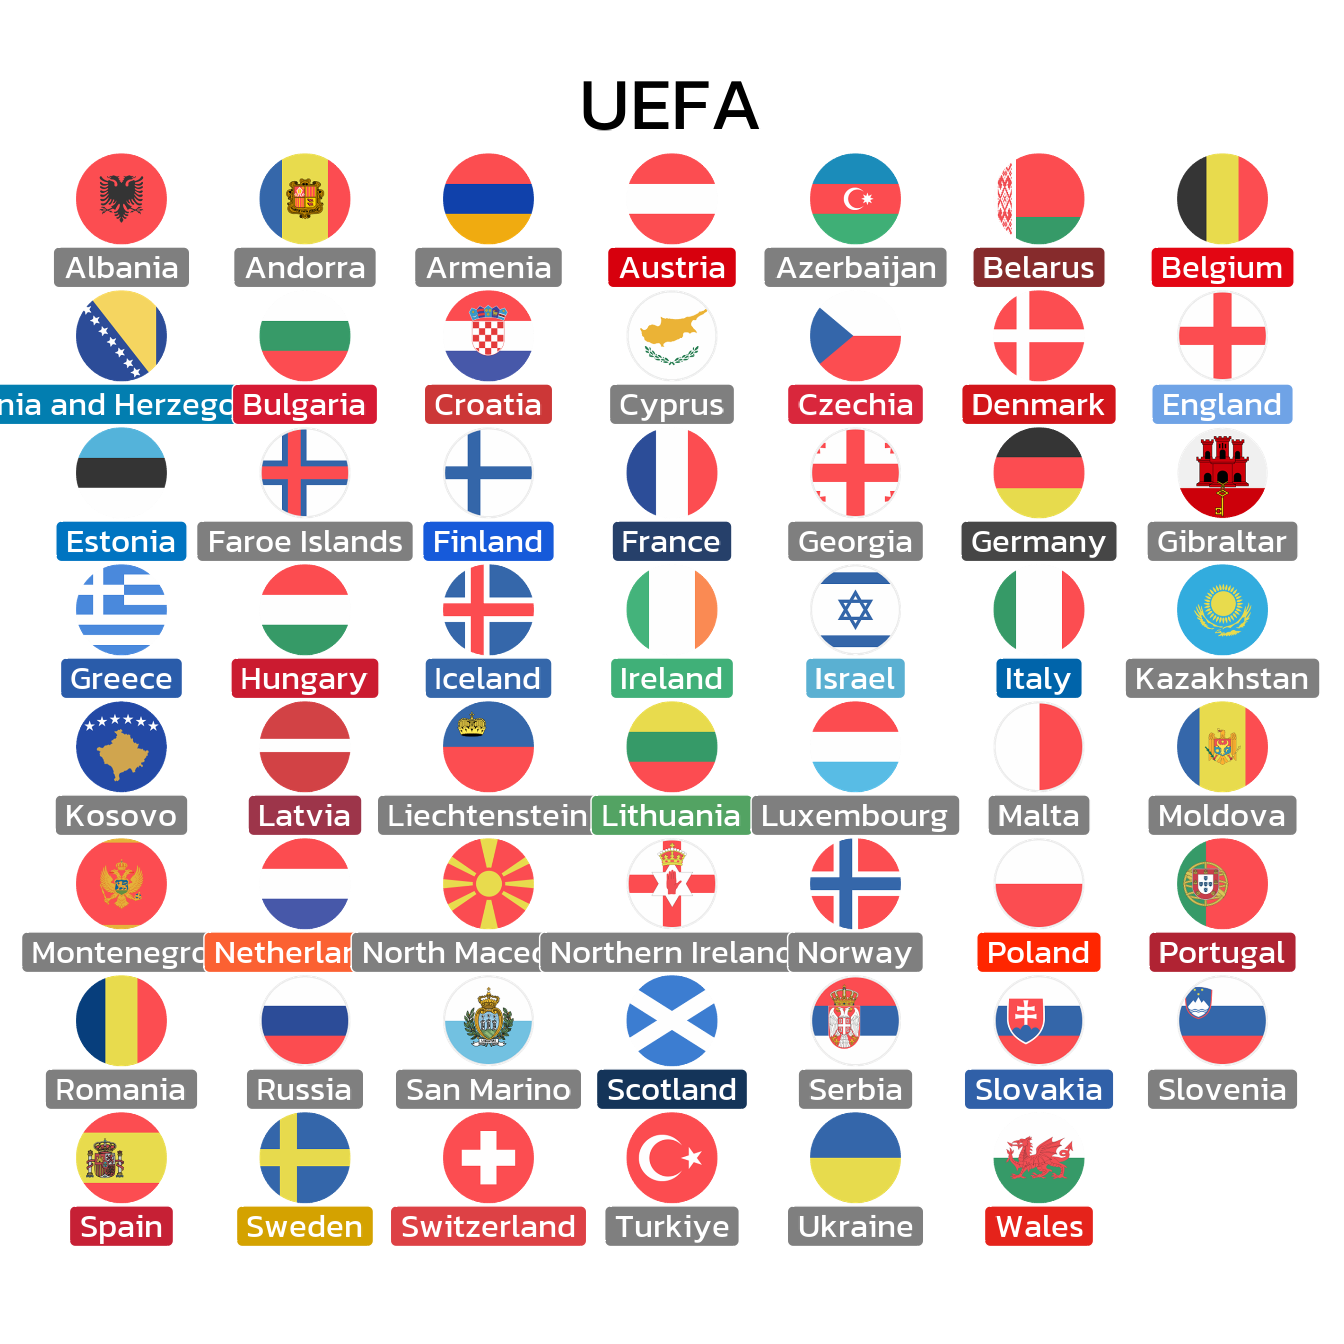 UEFA
Albania Andorra Armenia Austria Azerbaijan Belarus Belgium
nia and Herzego Bulgaria Croatia Cyprus Czechia Denmark England
Estonia Faroe Islands Finland France Georgia Germany Gibraltar
Greece Hungary Iceland Ireland Israel Italy Kazakhstan
Kosovo Latvia Liechtenstein Lithuania Luxembourg Malta Moldova
Montenegro Netherlan North Maced Northern Ireland Norway Poland Portugal
Romania Russia San Marino Scotland Serbia Slovakia Slovenia
Spain Sweden Switzerland Turkiye Ukraine Wales